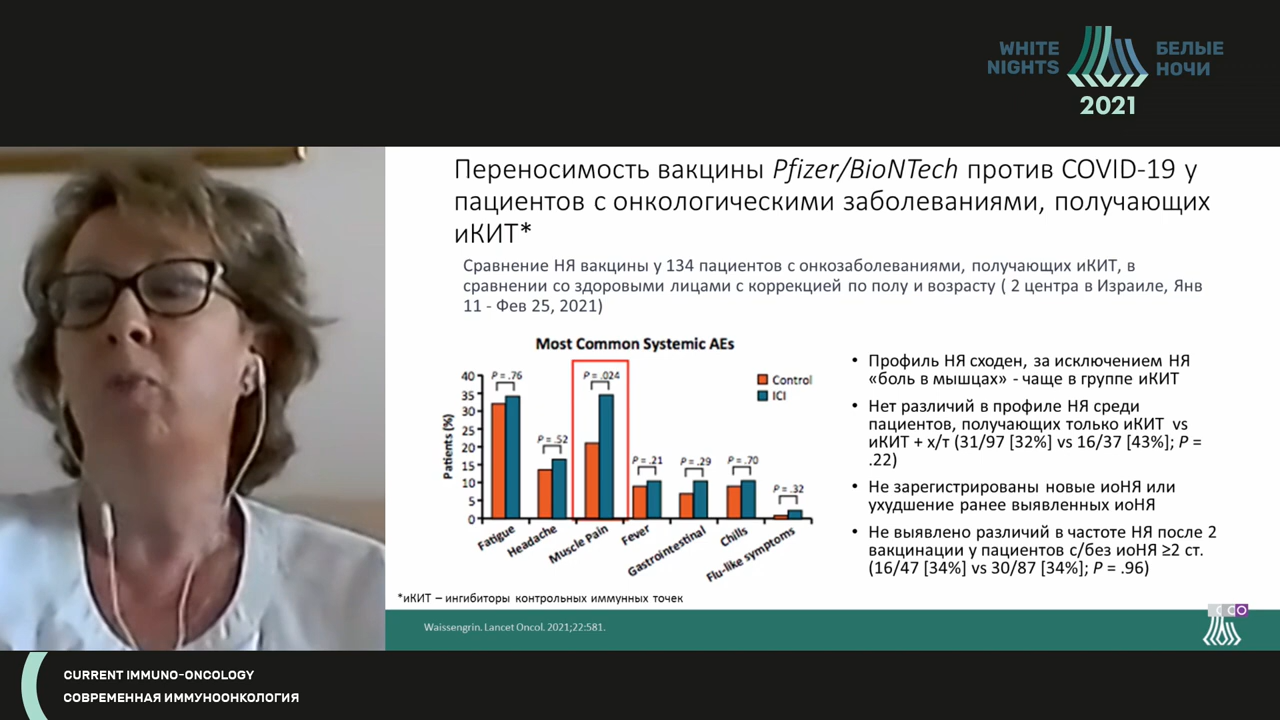 WHITE
NIGHTS
БЕЛЫЕ
НОЧИ
2021
Переносимость вакцины Pfizer/BioNTech против COVID-19 у
пациентов с онкологическими заболеваниями, получающих
иКИТ*
Сравнение НЯ вакцины у 134 пациентов с онкозаболеваниями, получающих иКИТ, в
сравнении со здоровыми лицами с коррекцией по полу и возрасту ( 2 центра в Израиле, Янв
11 - Фев 25, 2021)
Most Common Systemic AEs
Patients (%)
40
35
30
25
20
15
10
5
0
P = .76
P = .52
P = .024
P = .21
P = .29
P = .70
P = .32
Control
ICI
Fatigue
Headache
Muscle Pain
Fever
Gastrointestinal
Chills
Flu-like symptoms
• Профиль НЯ сходен, за исключением НЯ
«боль в мышцах» - чаще в группе иКИТ
• Нет различий в профиле НЯ среди
пациентов, получающих только иКИТ vs
иКИТ + х/т (31/97 [32%] vs 16/37 [43%]; P =
.22)
• Не зарегистрированы новые иоНЯ или
ухудшение ранее выявленных иоНЯ
• Не выявлено различий в частоте НЯ после 2
вакцинации у пациентов с/без иоНЯ ≥2 ст.
(16/47 [34%] vs 30/87 [34%]; P = .96)
*иКИТ – ингибиторы контрольных иммунных точек
Waissengrin. Lancet Oncol. 2021;22:581.
CURRENT IMMUNO-ONCOLOGY
СОВРЕМЕННАЯ ИММУНООНКОЛОГИЯ